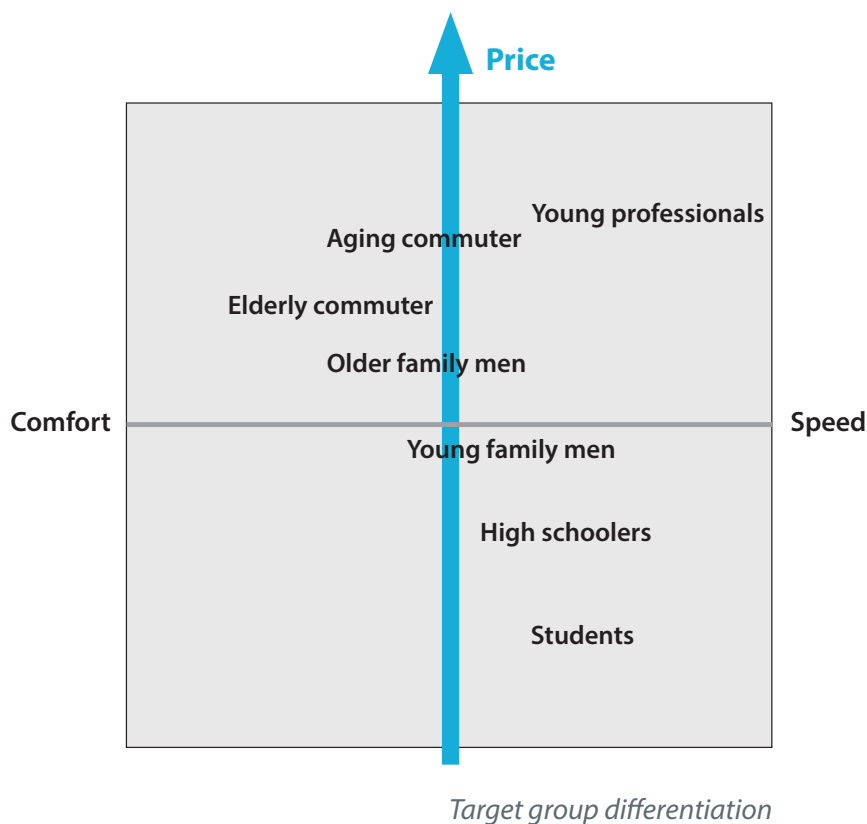 Price
Young professionals
Aging commuter
Elderly commuter
Older family men
Comfort
Speed
Young family men
High schoolers
Students
Target group differentiation